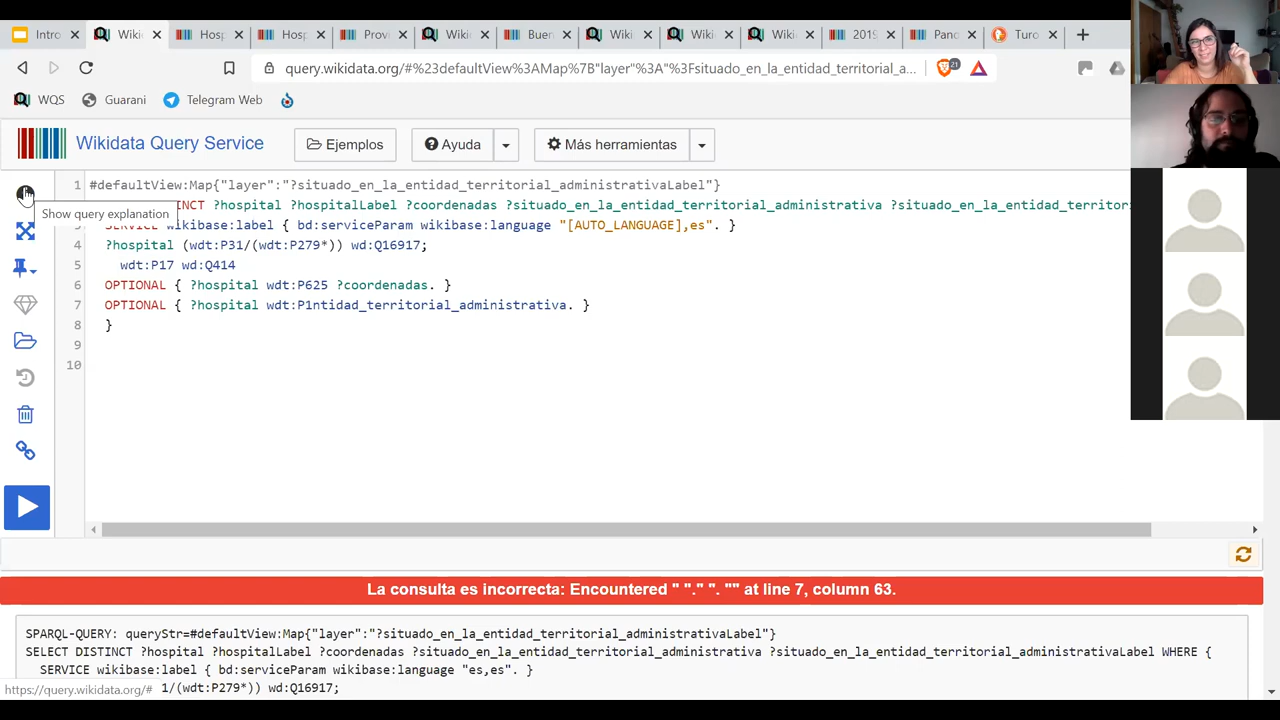 Intro
Wiki
Hosp
Hos
Provi
Wiki
Buen
Wiki
Wiki
Wiki
2019
Pano
Turo
query.wikidata.org/#%23defaultView%3AMap%7B"layer"%3A"%3Fsituado_en_la_entidad_territorial_a...
21
WQS
Guarani
Telegram Web
Wikidata Query Service
Ejemplos
Ayuda
Más herramientas
1 #defaultView:Map{"layer":"?situado_en_la_entidad_territorial_administrativaLabel"}
Show query explanation
NCT ?hospital ?hospitalLabel ?coordenadas ?situado_en_la_entidad_territorial_administrativa ?situado_en_la_entidad_territori
wikibase:label { bd:serviceParam wikibase:language "[AUTO_LANGUAGE],es". }
4 ?hospital (wdt:P31/(wdt:P279*)) wd:Q16917;
5 wdt:P17 wd:Q414
6 OPTIONAL { ?hospital wdt:P625 ?coordenadas. }
7 OPTIONAL { ?hospital wdt:P1ntidad_territorial_administrativa. }
8 }
9
10
La consulta es incorrecta: Encountered " "." ". "" at line 7, column 63.
SPARQL-QUERY: queryStr=#defaultView:Map{"layer":"?situado_en_la_entidad_territorial_administrativaLabel"}
SELECT DISTINCT ?hospital ?hospitalLabel ?coordenadas ?situado_en_la_entidad_territorial_administrativa ?situado_en_la_entidad_territorial_administrativaLabel WHERE {
SERVICE wikibase:label { bd:serviceParam wikibase:language "es,es". }
https://query.wikidata.org/# 1/(wdt:P279*)) wd:Q16917;